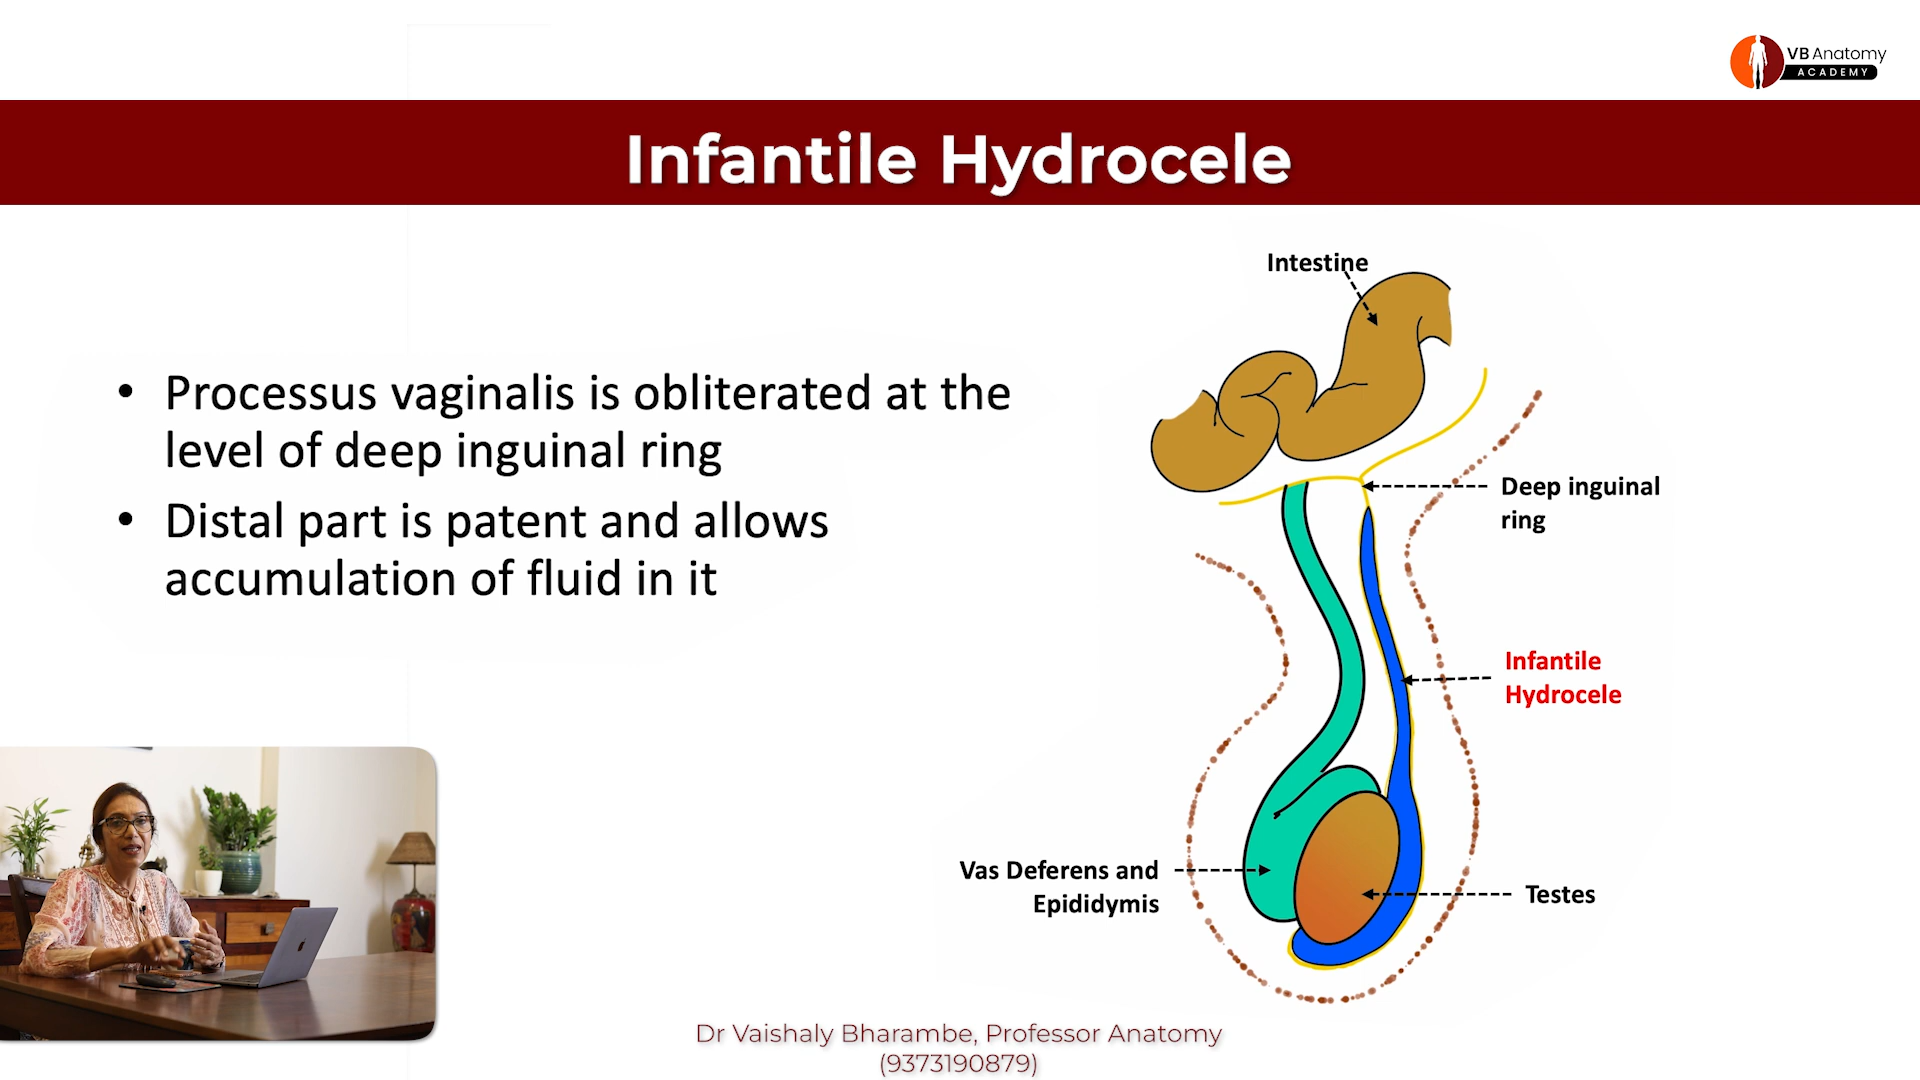 VB Anatomy
ACADEMY
Infantile Hydrocele
• Processus vaginalis is obliterated at the
level of deep inguinal ring
• Distal part is patent and allows
accumulation of fluid in it
Intestine
Deep inguinal
ring
Infantile
Hydrocele
Vas Deferens and
Epididymis
Testes
Dr Vaishaly Bharambe, Professor Anatomy
(9373190879)